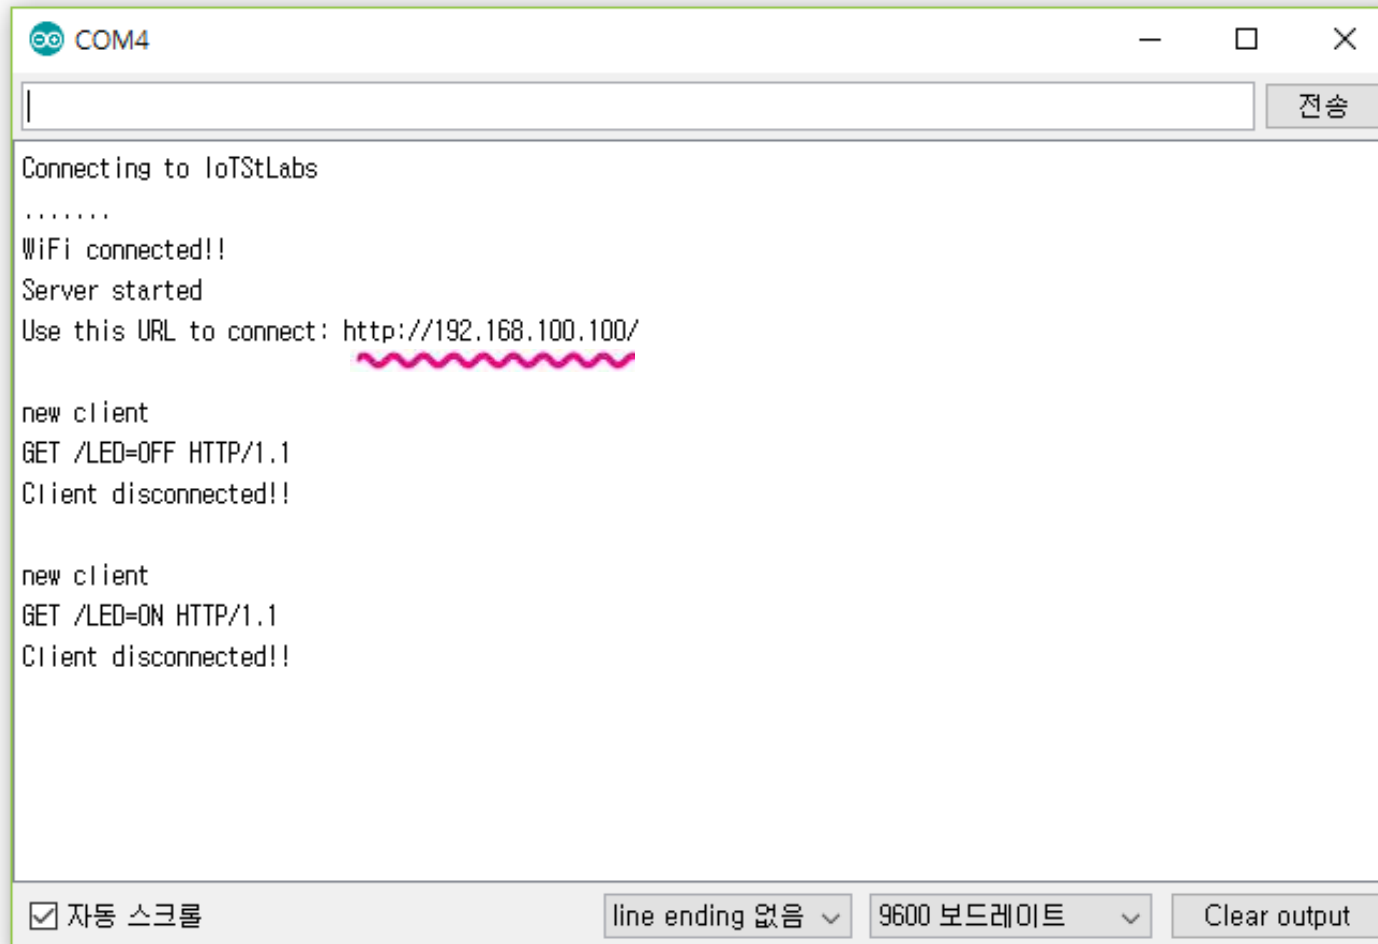 COM4
전송
Connecting to IoTStLabs
.......
WiFi connected!!
Server started
Use this URL to connect: http://192.168.100.100/
new client
GET /LED=OFF HTTP/1.1
Client disconnected!!
new client
GET /LED=ON HTTP/1.1
Client disconnected!!
자동 스크롤
line ending 없음
9600 보드레이트
Clear output